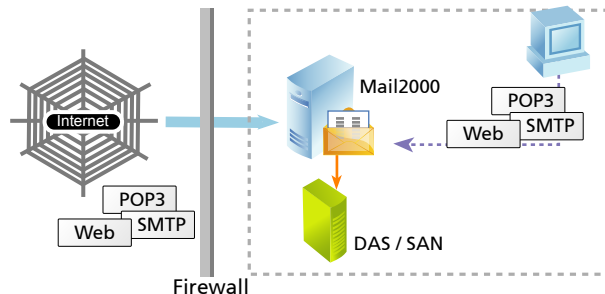 Internet
POP3
SMTP
Web
Firewall
Mail2000
DAS / SAN
POP3
SMTP
Web